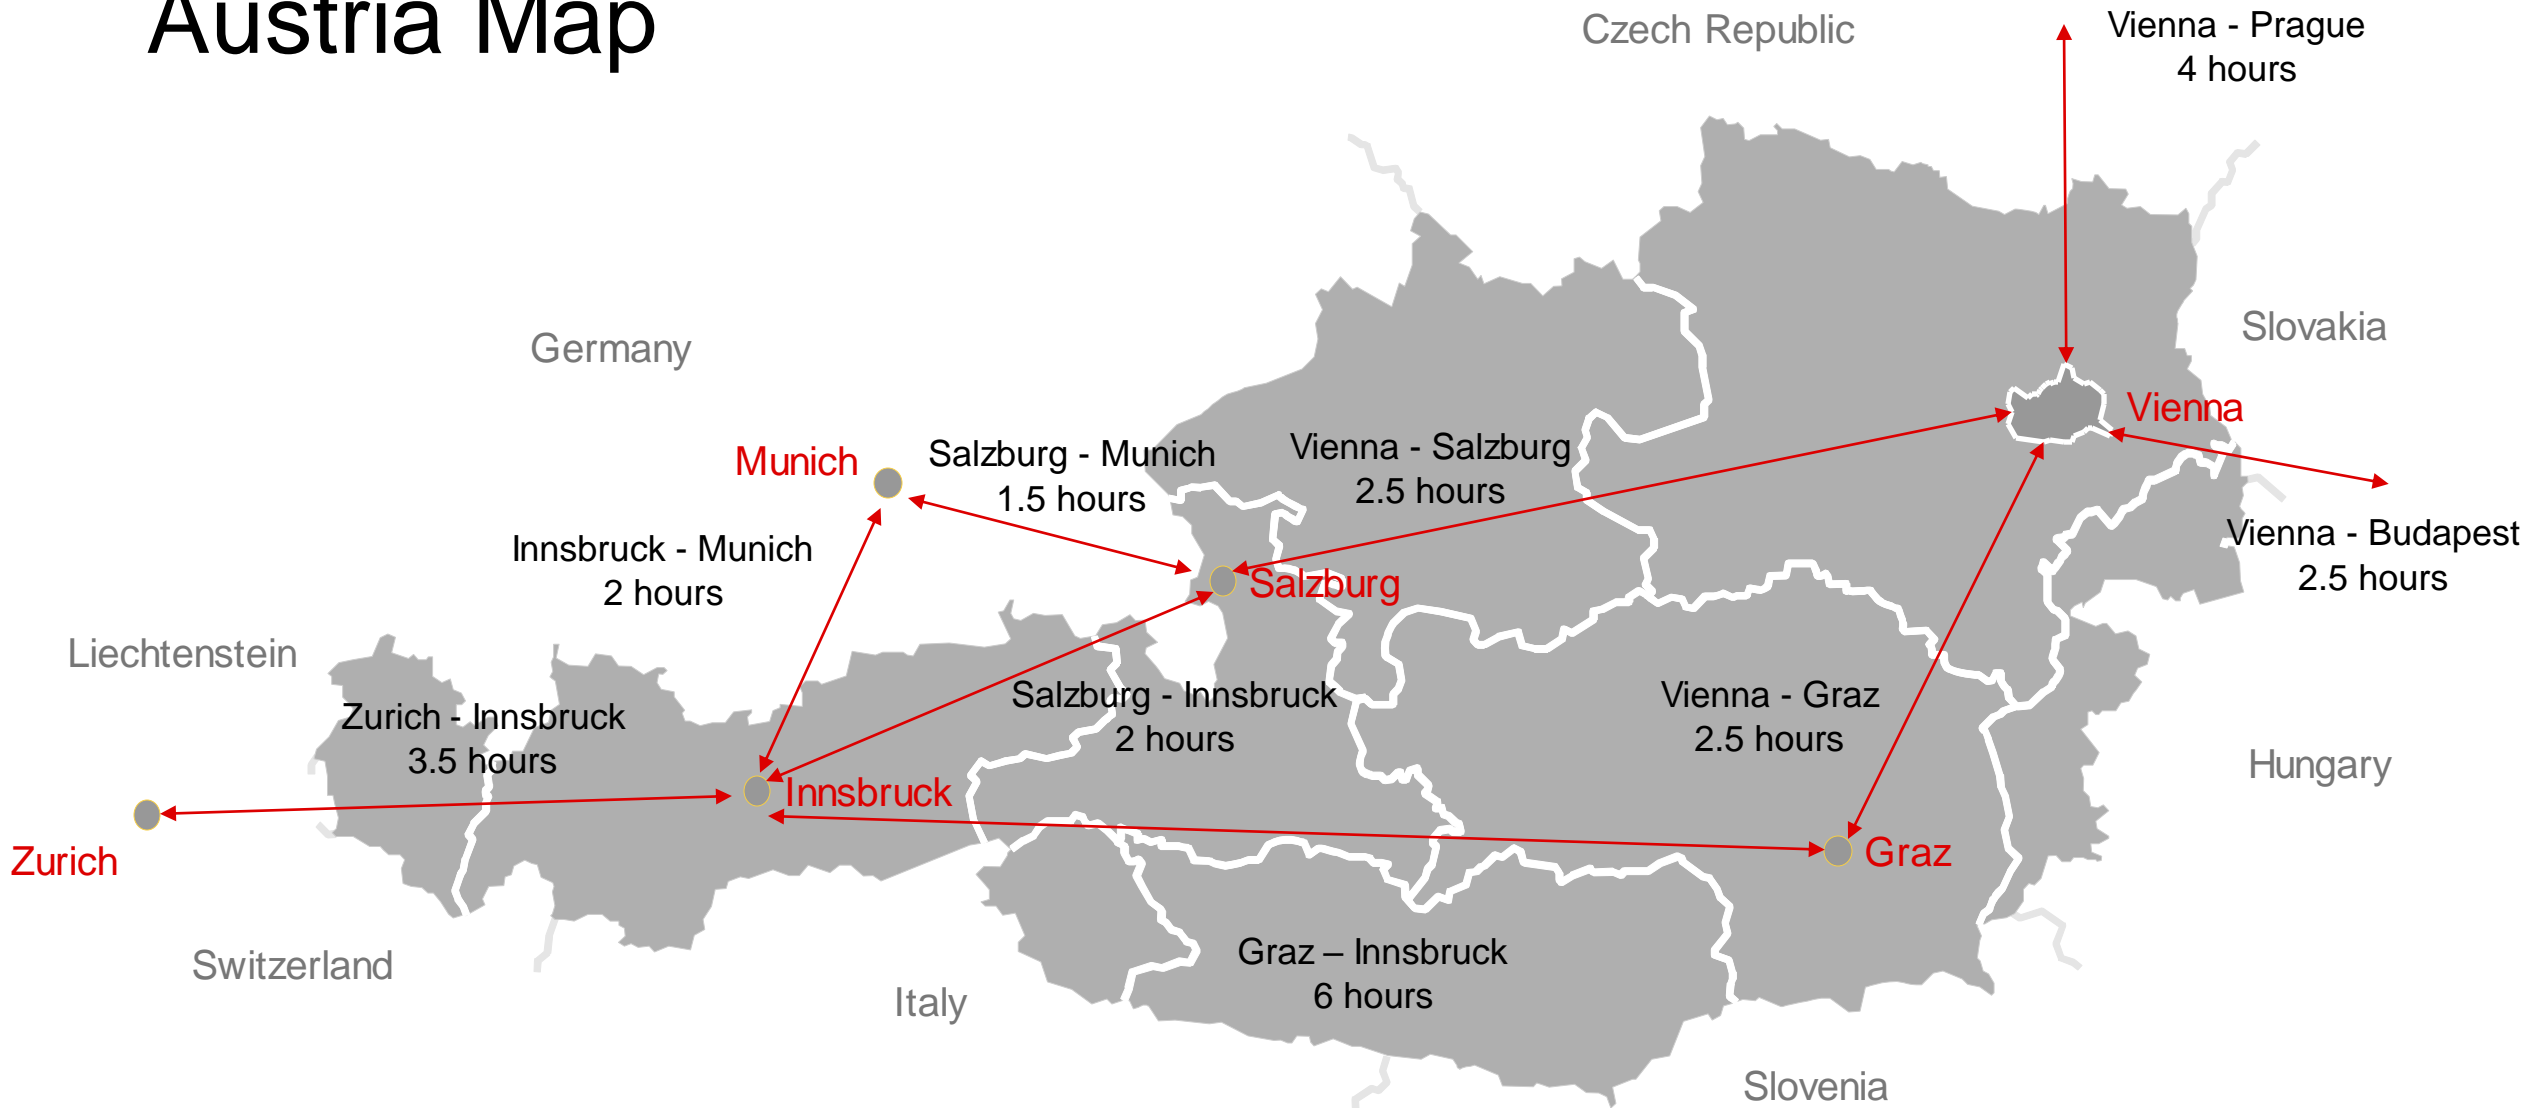 Austria Map
Czech Republic
Vienna - Prague
4 hours
Germany
Slovakia
Vienna
Munich
Salzburg - Munich
1.5 hours
Vienna - Salzburg
2.5 hours
Innsbruck - Munich
2 hours
Vienna - Budapest
2.5 hours
Salzburg
Liechtenstein
Zurich - Innsbruck
3.5 hours
Salzburg - Innsbruck
2 hours
Vienna - Graz
2.5 hours
Hungary
Innsbruck
Zurich
Graz
Switzerland
Graz – Innsbruck
6 hours
Italy
Slovenia